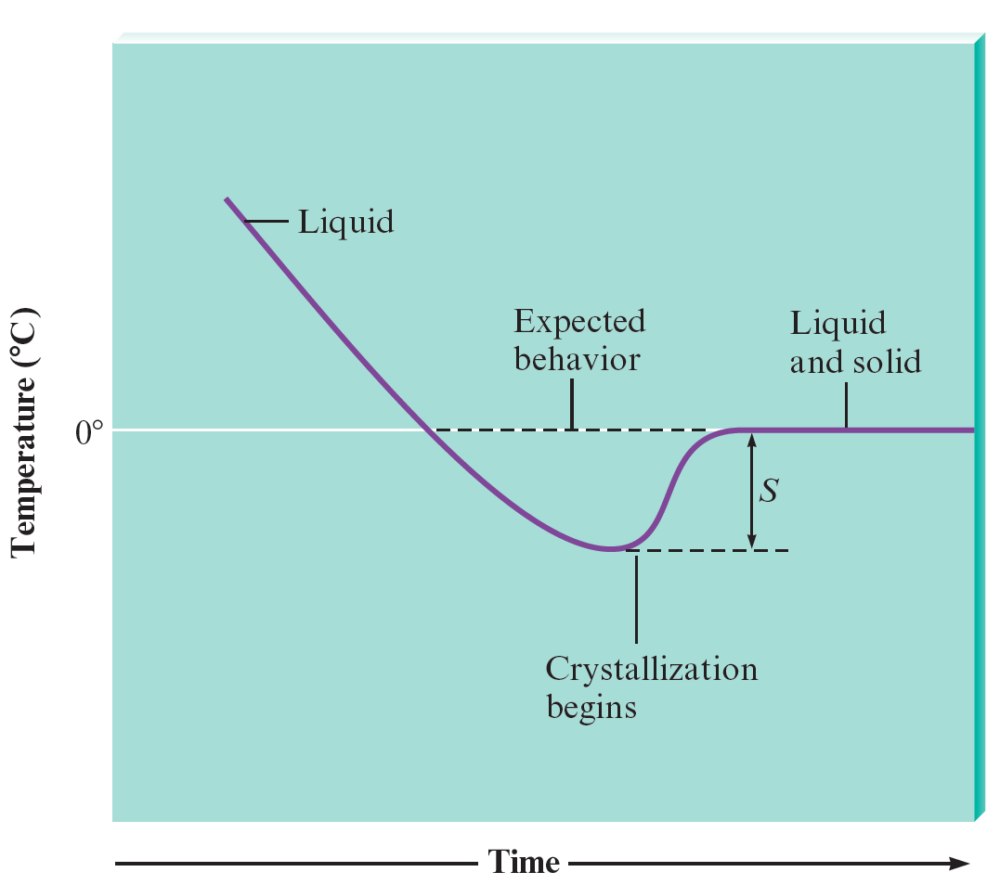 Liquid
Expected
behavior
Liquid
and solid
Temperature (°C)
0°
S
Crystallization
begins
Time